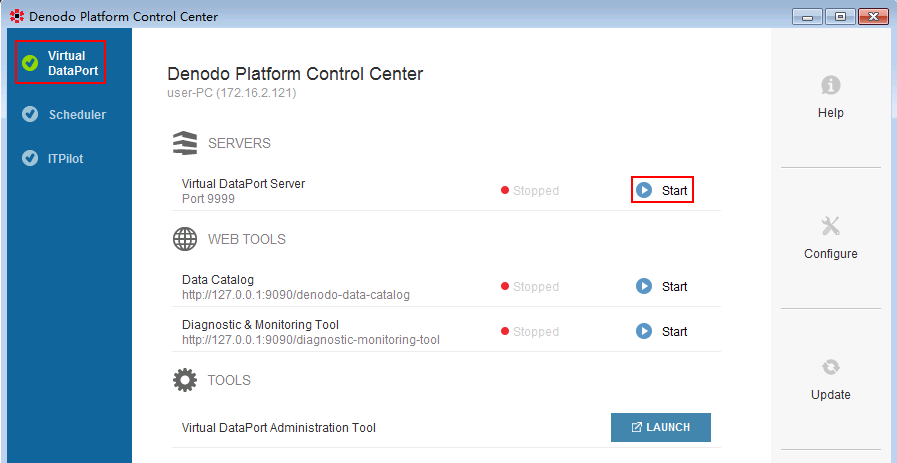 Denodo Platform Control Center
Virtual
DataPort
Scheduler
ITPilot
Denodo Platform Control Center
user-PC (172.16.2.121)
SERVERS
Virtual DataPort Server
Port 9999
Stopped
Start
WEB TOOLS
Data Catalog
http://127.0.0.1:9090/denodo-data-catalog
Stopped
Start
Diagnostic & Monitoring Tool
http://127.0.0.1:9090/diagnostic-monitoring-tool
Stopped
Start
TOOLS
Virtual DataPort Administration Tool
LAUNCH
Help
Configure
Update